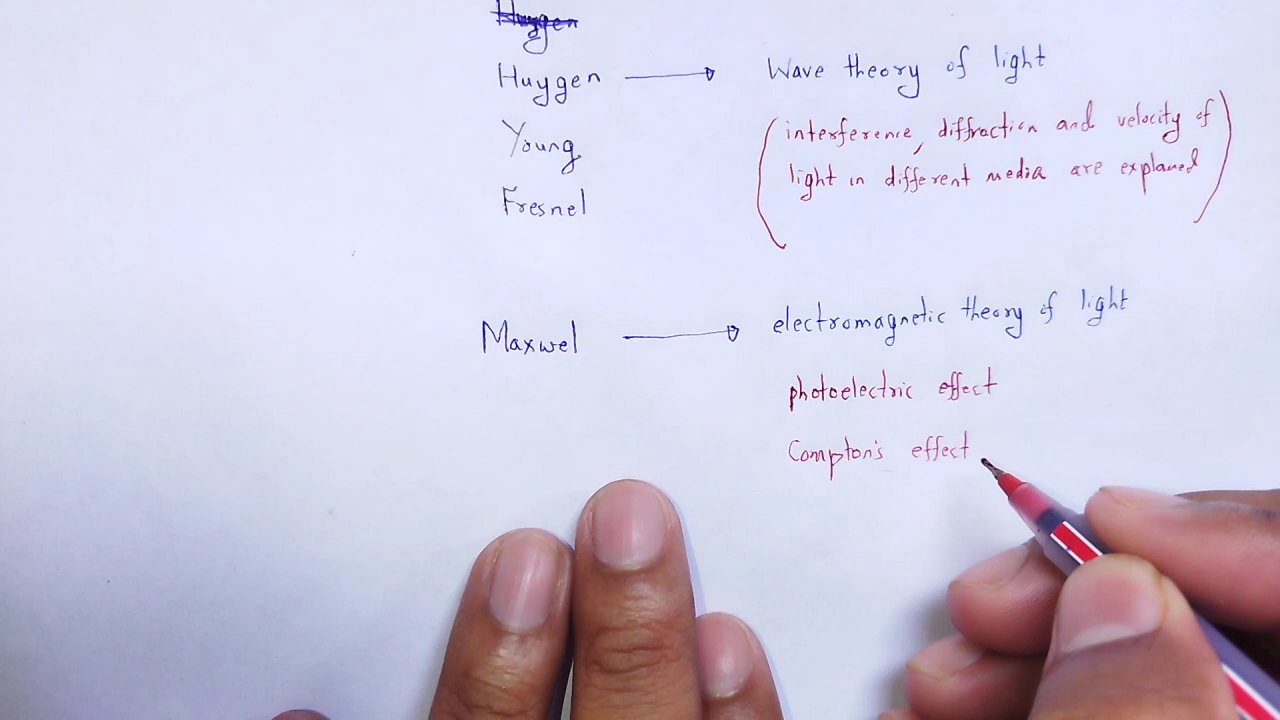 Huygen
Huygen → Wave theory of light
Young
Fresnel
(interference, diffraction and velocity of
light in different media are explaned)
Maxwel → electromagnetic theory of light
photoelectric effect
Compton's effect